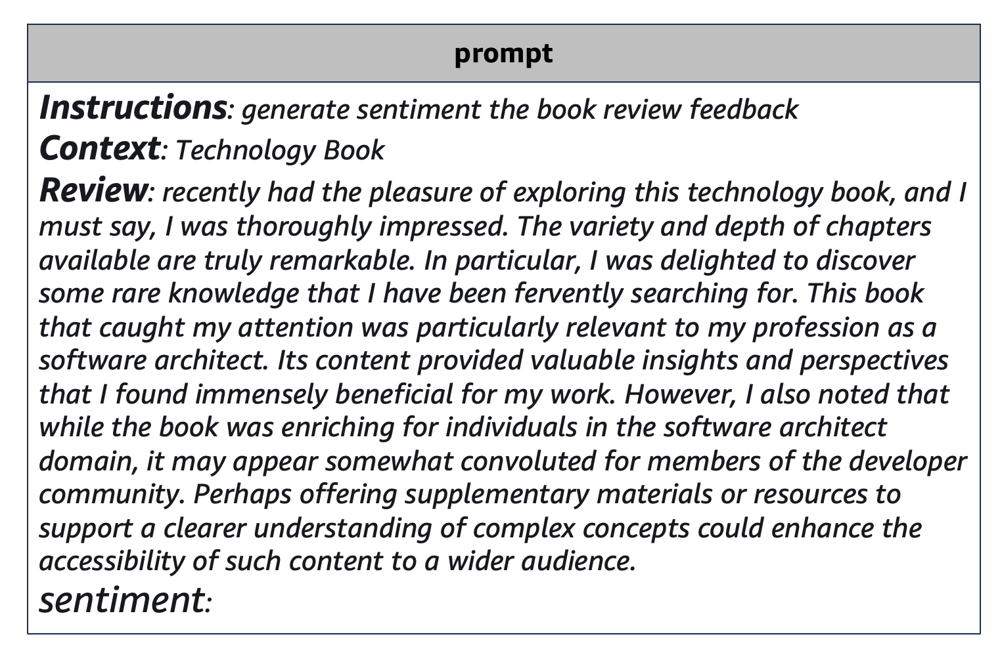 prompt
Instructions: generate sentiment the book review feedback
Context: Technology Book
Review: recently had the pleasure of exploring this technology book, and I
must say, I was thoroughly impressed. The variety and depth of chapters
available are truly remarkable. In particular, I was delighted to discover
some rare knowledge that I have been fervently searching for. This book
that caught my attention was particularly relevant to my profession as a
software architect. Its content provided valuable insights and perspectives
that I found immensely beneficial for my work. However, I also noted that
while the book was enriching for individuals in the software architect
domain, it may appear somewhat convoluted for members of the developer
community. Perhaps offering supplementary materials or resources to
support a clearer understanding of complex concepts could enhance the
accessibility of such content to a wider audience.
sentiment: